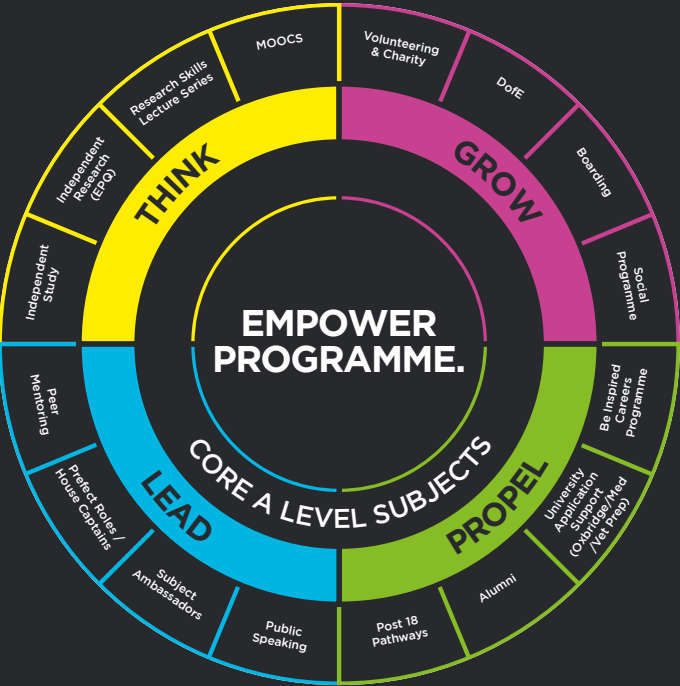 EMPOWER
PROGRAMME.
CORE A LEVEL SUBJECTS
THINK
Independent
Study
Independent
Research
(EPQ)
Research Skills
Lecture Series
MOOCS
GROW
Volunteering
& Charity
DofE
Boarding
Social
Programme
PROPEL
Be Inspired
Careers
Programme
University
Application
Support
(Oxbridge/Med
/Vet Prep)
Alumni
Post 18
Pathways
LEAD
Public
Speaking
Subject
Ambassadors
Prefect Roles /
House Captains
Peer
Mentoring